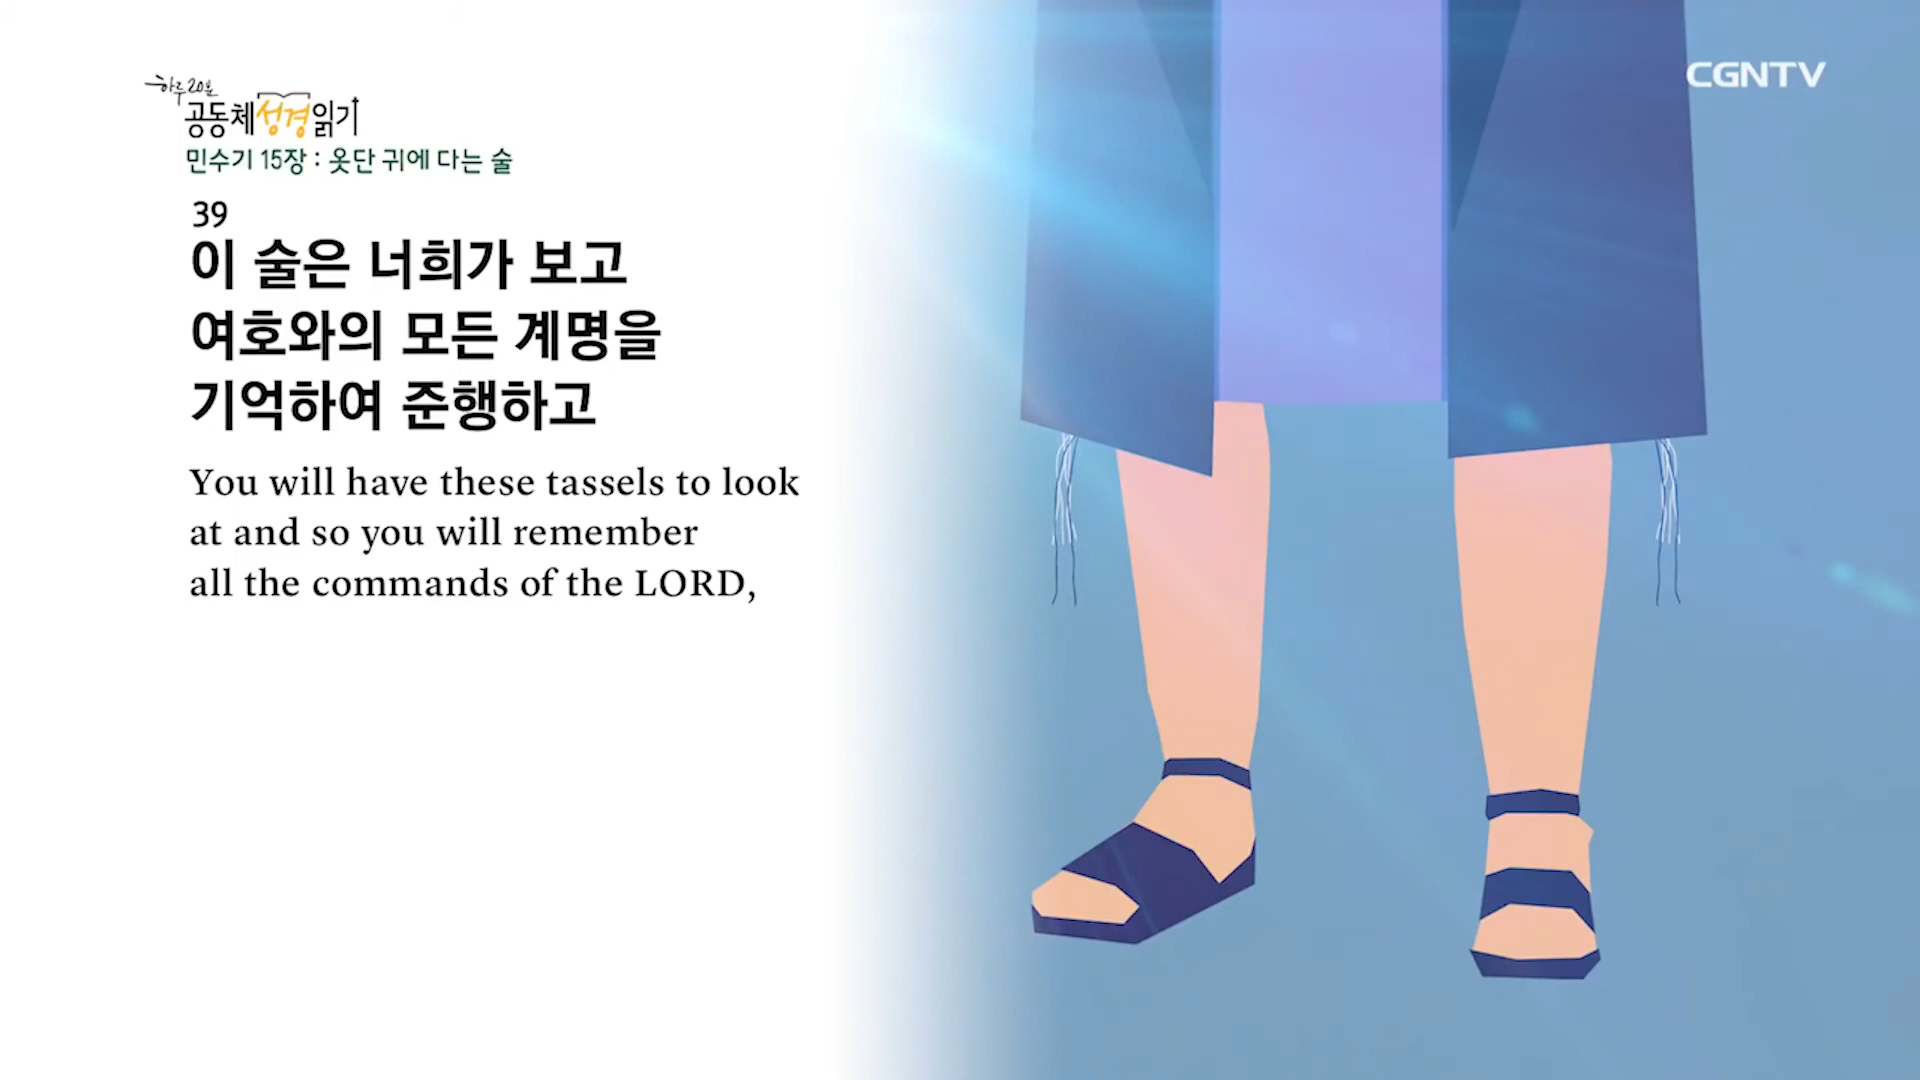 하루 20분
공동체성경읽기
민수기 15장 : 옷단 귀에 다는 술
CGNTV
39
이 술은 너희가 보고
여호와의 모든 계명을
기억하여 준행하고
You will have these tassels to look
at and so you will remember
all the commands of the LORD,